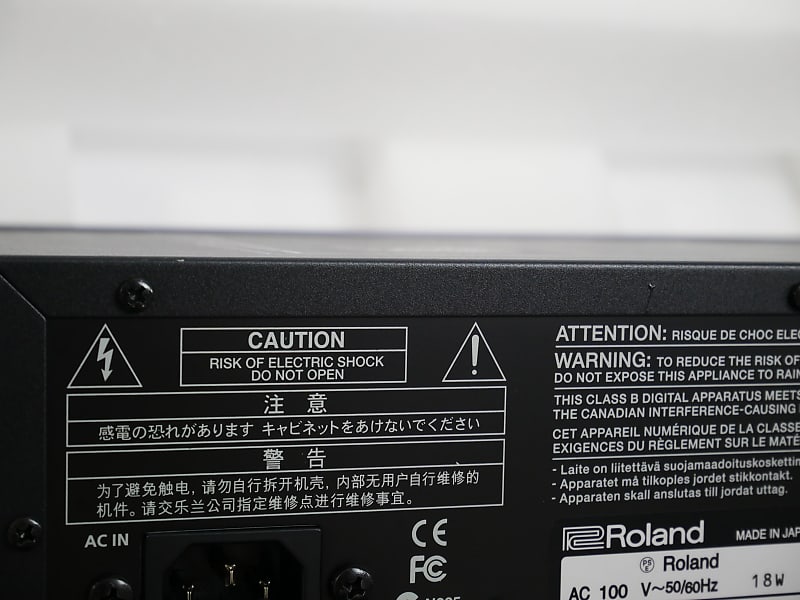 CAUTION
RISK OF ELECTRIC SHOCK
DO NOT OPEN
注 意
感電の恐れがあります キャビネットをあけないでください
警 告
为了避免触电，请勿自行拆开机壳，内部无用户自行维修的
机件。请交乐兰公司指定维修点进行维修事宜。
AC IN
CE
FC
ATTENTION: RISQUE DE CHOC
WARNING: TO REDUCE THE RISK OF
DO NOT EXPOSE THIS APPLIANCE TO
THIS CLASS B DIGITAL APPARATUS MEETS
THE CANADIAN INTERFERENCE-CAUSING
CET APPAREIL NUMÉRIQUE DE LA CLASSE
EXIGENCES DU RÈGLEMENT SUR LE
- Laite on liitettävä
- Apparatet må tilkoples jordet stikkontakt.
- Apparaten skall anslutas till jordat uttag.
Roland
MADE IN
PSE Roland
AC 100 V~50/60Hz 18W